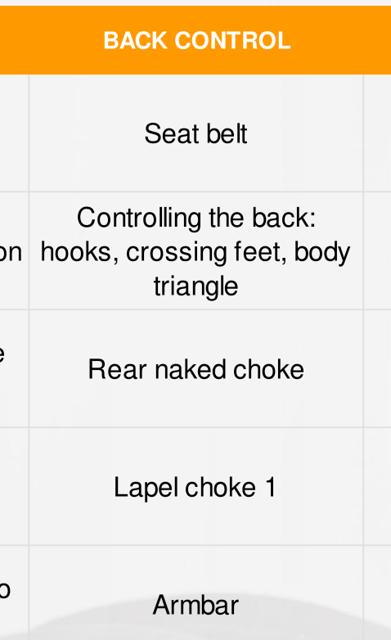 BACK CONTROL
Seat belt
Controlling the back:
hooks, crossing feet, body
triangle
Rear naked choke
Lapel choke 1
Armbar